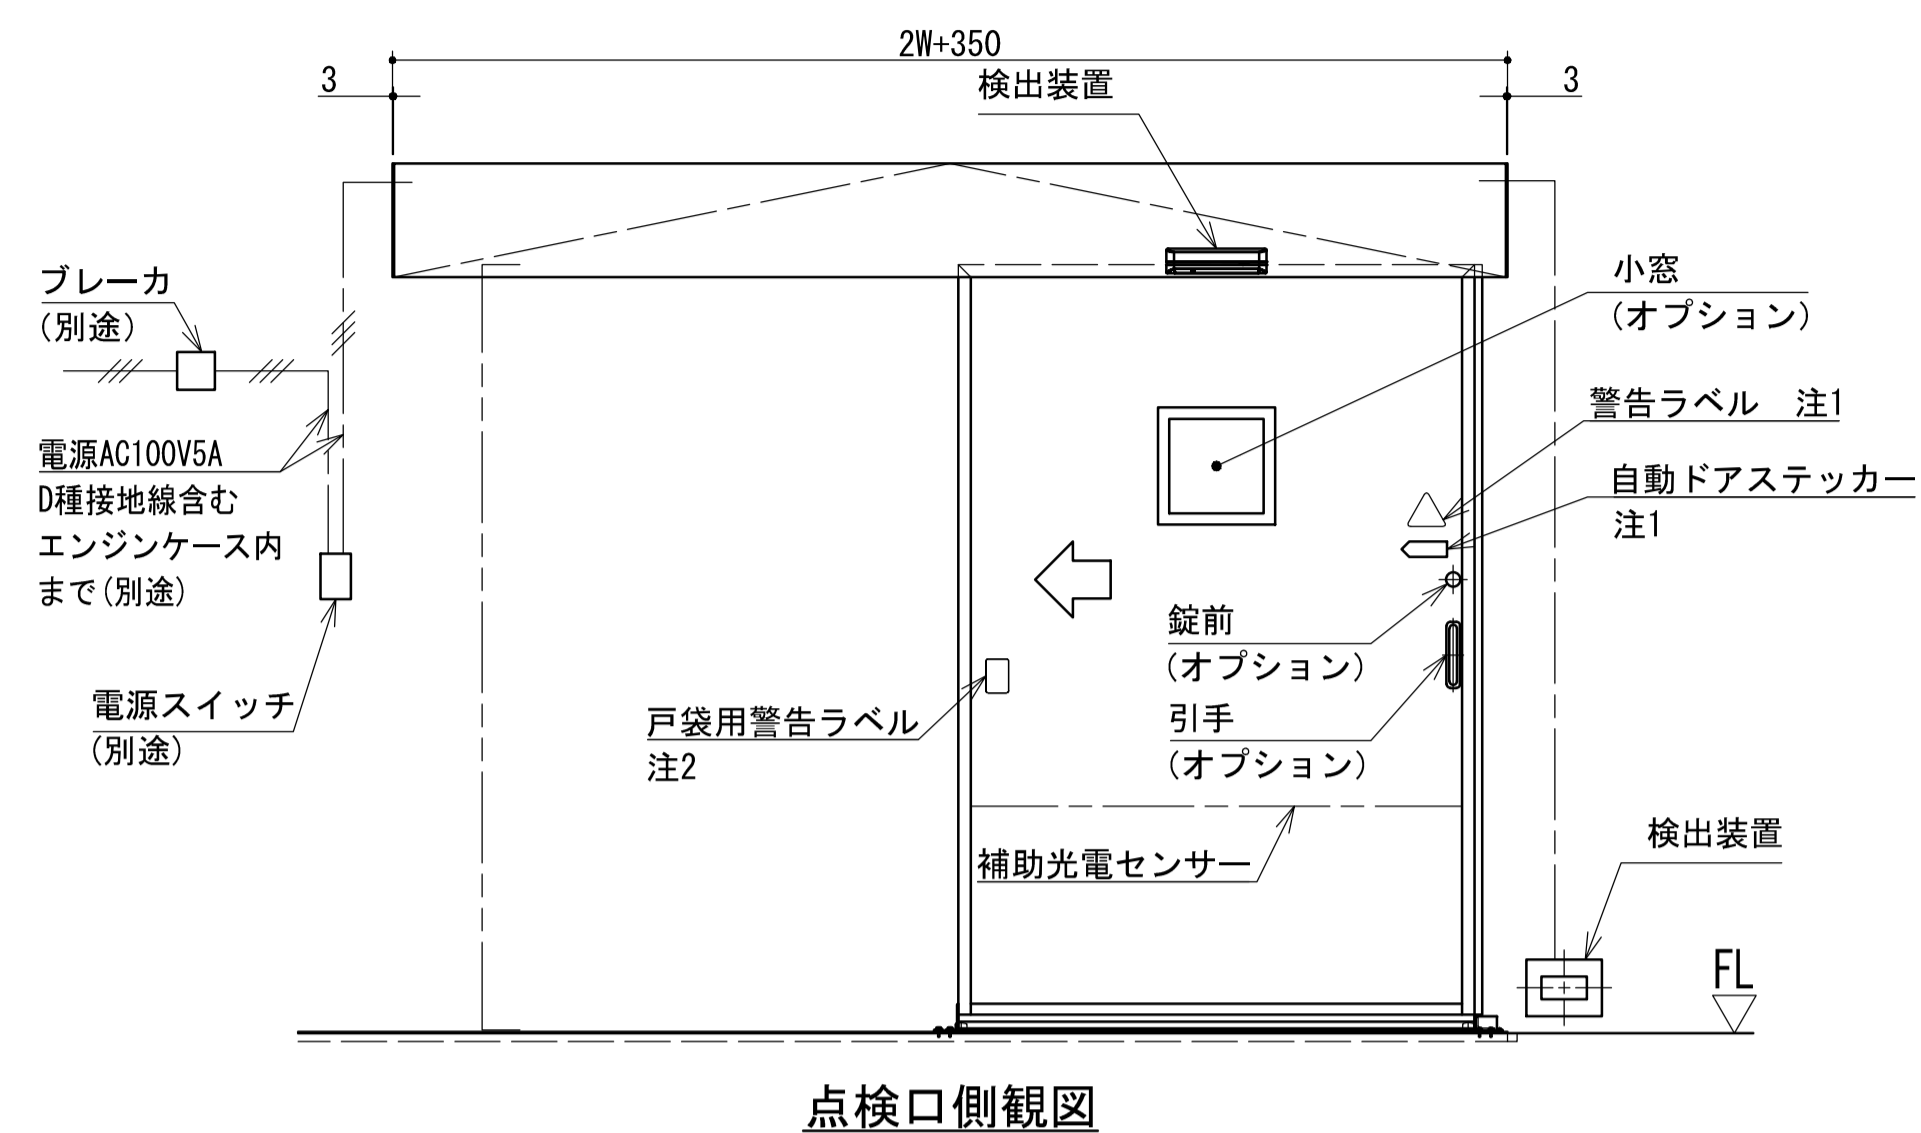 2W+350
3
3
検出装置
ブレーカ
(別途)
小窓
(オプション)
警告ラベル 注1
電源AC100V5A
D種接地線含む
エンジンケース内
まで(別途)
自動ドアステッカー
注1
錠前
(オプション)
電源スイッチ
(別途)
戸袋用警告ラベル
注2
引手
(オプション)
補助光電センサー
検出装置
FL
点検口側観図